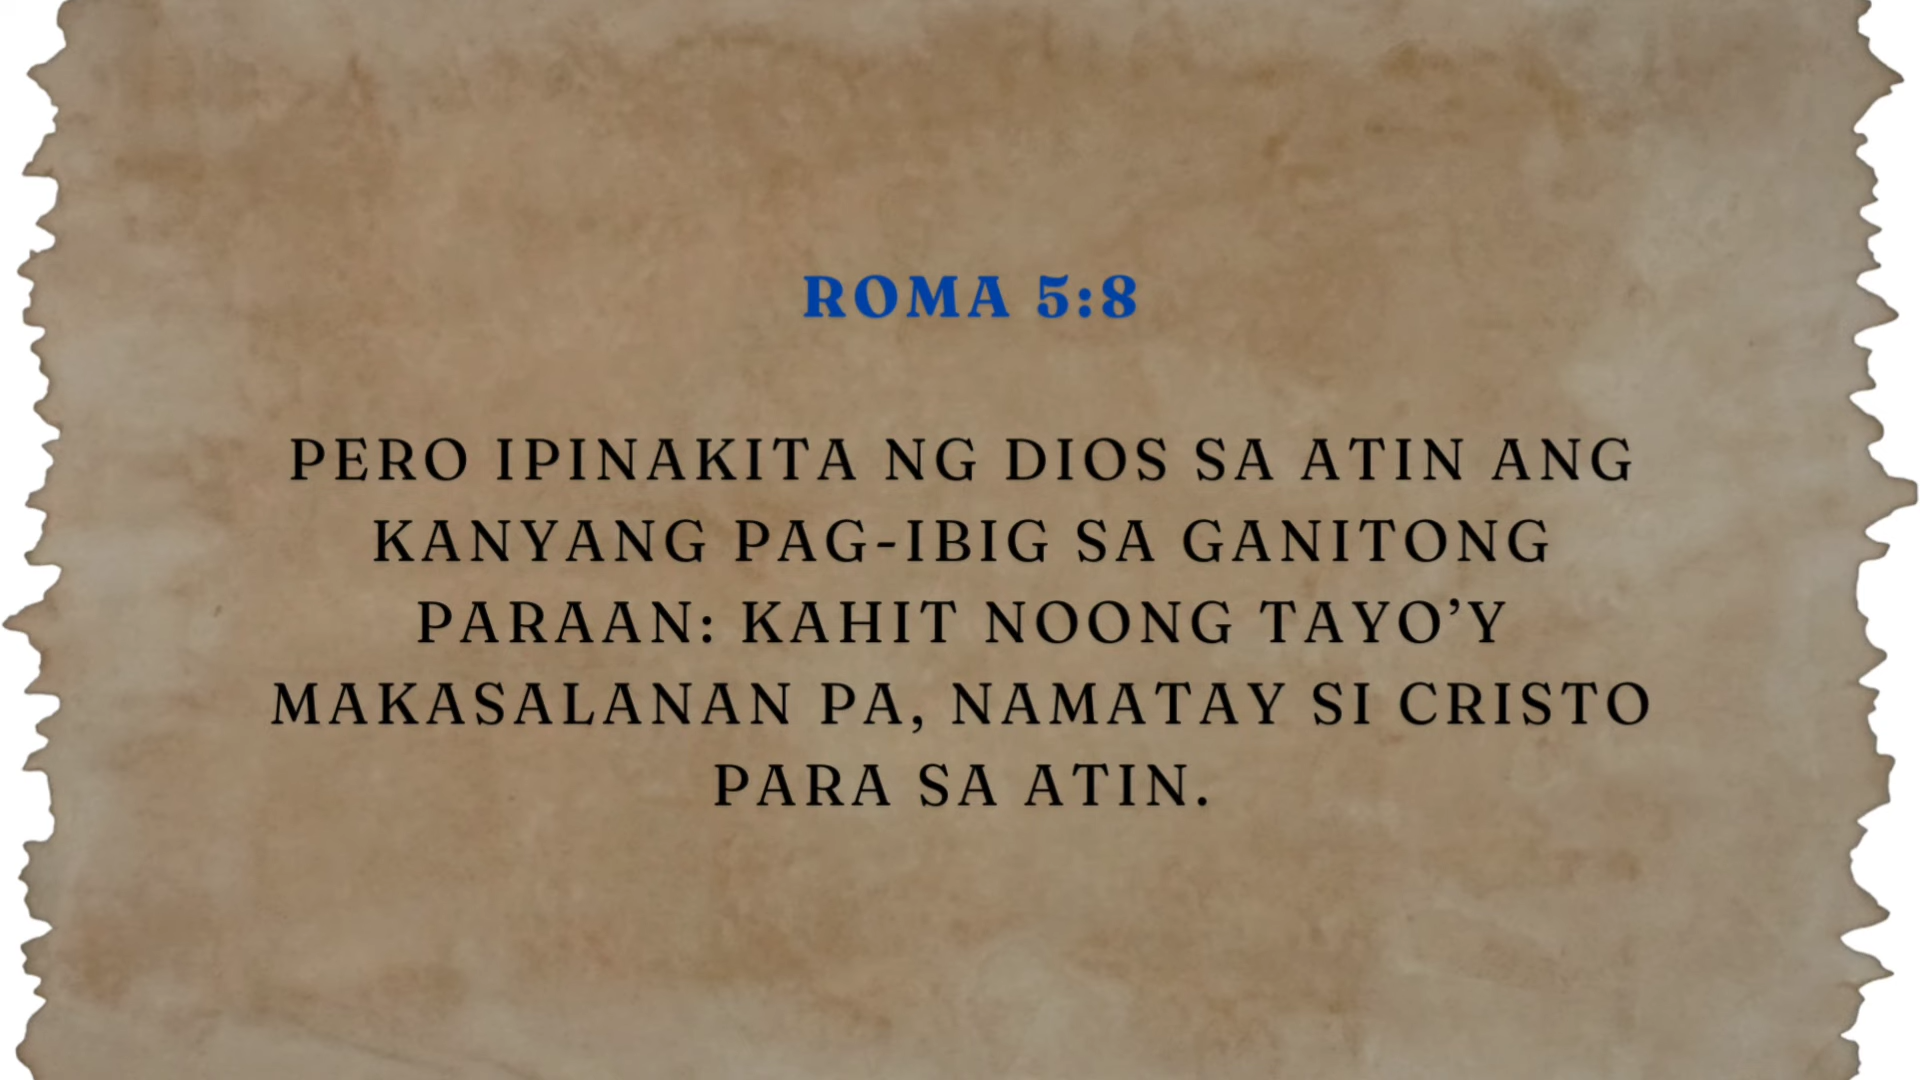 ROMA 5:8
PERO IPINAKITA NG DIOS SA ATIN ANG
KANYANG PAG-IBIG SA GANITONG
PARAAN: KAHIT NOONG TAYO’Y
MAKASALANAN PA, NAMATAY SI CRISTO
PARA SA ATIN.